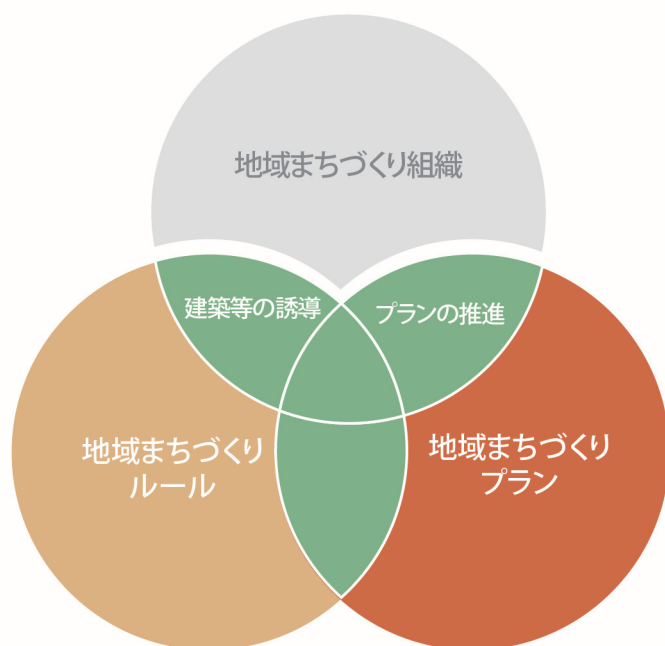 地域まちづくり組織
建築等の誘導
プランの推進
地域まちづくり
ルール
地域まちづくり
プラン